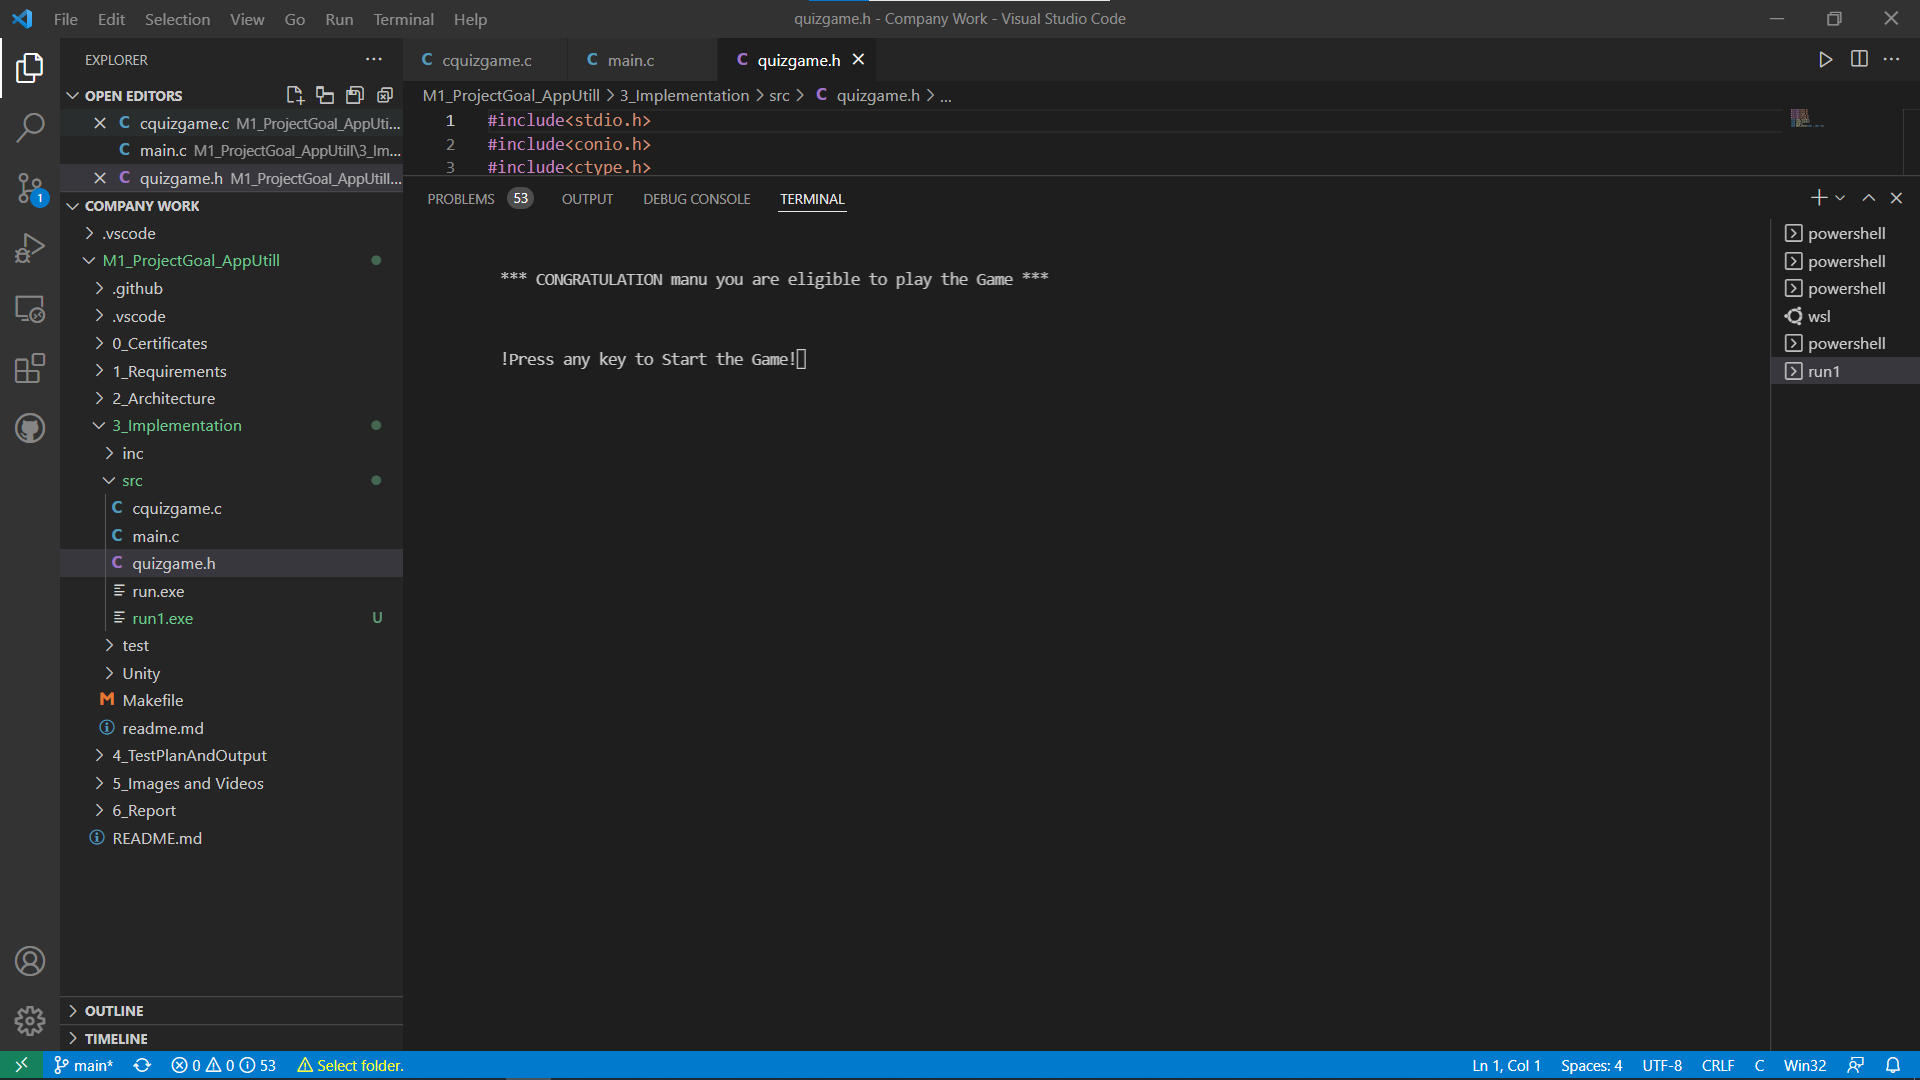 File Edit Selection View Go Run Terminal Help
quizgame.h - Company Work - Visual Studio Code
EXPLORER
cquizgame.c
main.c
quizgame.h
OPEN EDITORS
cquizgame.c M1_ProjectGoal_AppUti...
main.c M1_ProjectGoal_AppUtill\3_Im...
quizgame.h M1_ProjectGoal_AppUtill...
COMPANY WORK
.vscode
M1_ProjectGoal_AppUtill
.github
.vscode
0_Certificates
1_Requirements
2_Architecture
3_Implementation
inc
src
cquizgame.c
main.c
quizgame.h
run.exe
run1.exe U
test
Unity
Makefile
readme.md
4_TestPlanAndOutput
5_Images and Videos
6_Report
README.md
OUTLINE
TIMELINE
M1_ProjectGoal_AppUtill > 3_Implementation > src > C quizgame.h > ...
1 #include<stdio.h>
2 #include<conio.h>
3 #include<ctype.h>
PROBLEMS 53 OUTPUT DEBUG CONSOLE TERMINAL
*** CONGRATULATION manu you are eligible to play the Game ***
!Press any key to Start the Game!
powershell
powershell
powershell
wsl
powershell
run1
1
main* 0 0 53 Select folder.
Ln 1, Col 1 Spaces: 4 UTF-8 CRLF C Win32